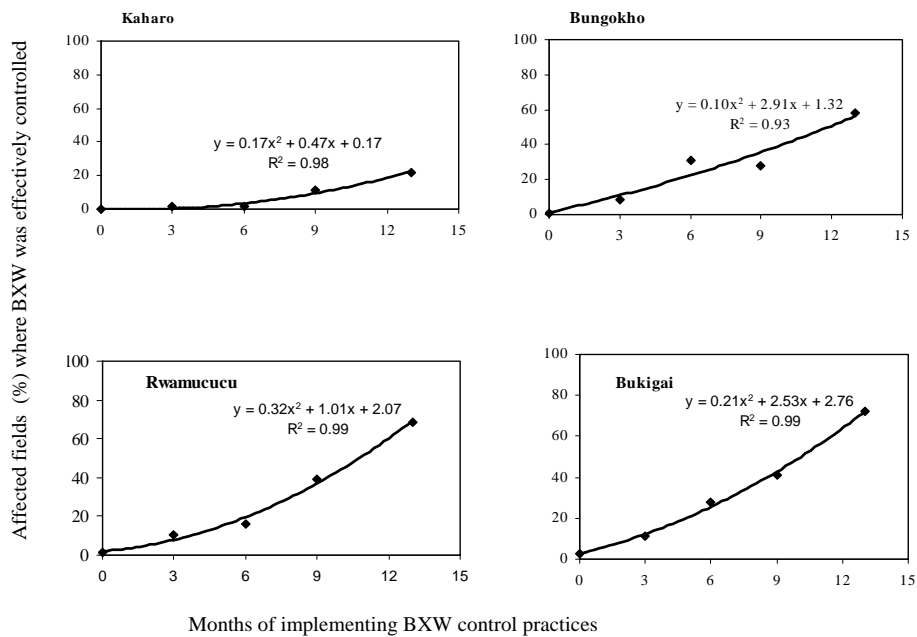 Kaharo
Bungokho
Affected fields (%) where BXW was effectively controlled
100
80
60
40
20
0
y = 0.17x² + 0.47x + 0.17
R² = 0.98
0 3 6 9 12 15
100
80
60
40
20
0
y = 0.10x² + 2.91x + 1.32
R² = 0.93
0 3 6 9 12 15
Rwamucucu
100
80
60
40
20
0
y = 0.32x² + 1.01x + 2.07
R² = 0.99
0 3 6 9 12 15
Bukigai
100
80
60
40
20
0
y = 0.21x² + 2.53x + 2.76
R² = 0.99
0 3 6 9 12 15
Months of implementing BXW control practices